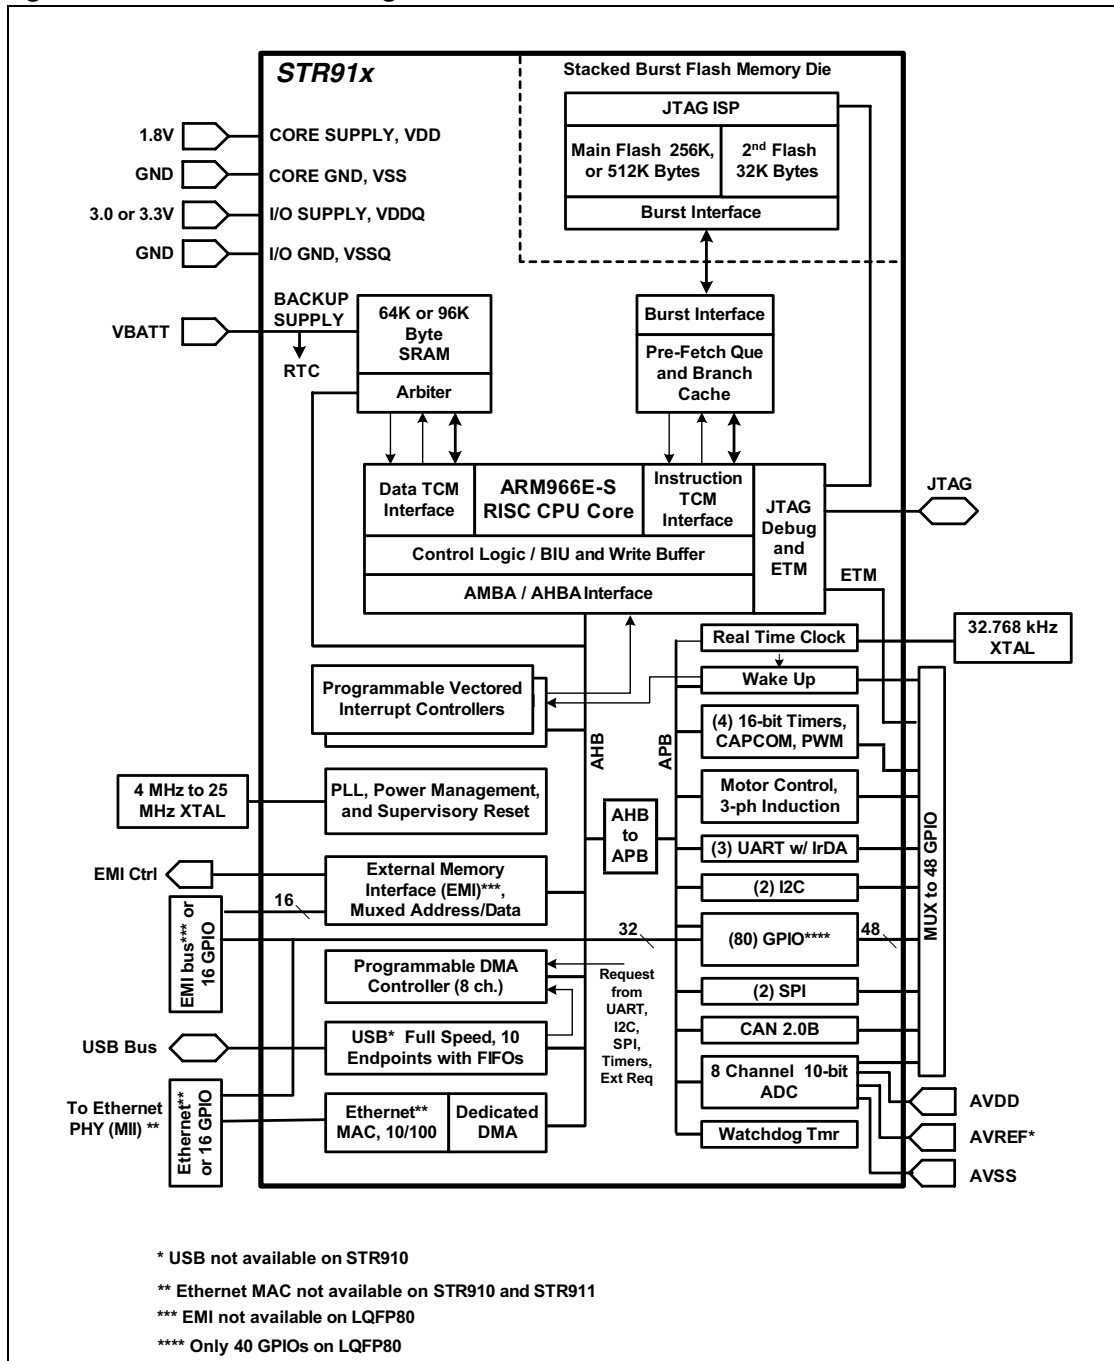 STR91x
Stacked Burst Flash Memory Die
JTAG ISP
Main Flash 256K,
or 512K Bytes
2nd Flash
32K Bytes
Burst Interface
1.8V
CORE SUPPLY, VDD
GND
CORE GND, VSS
3.0 or 3.3V
I/O SUPPLY, VDDQ
GND
I/O GND, VSSQ
VBATT
BACKUP
SUPPLY
RTC
64K or 96K
Byte
SRAM
Arbiter
Burst Interface
Pre-Fetch Que
and Branch
Cache
Data TCM
Interface
ARM966E-S
RISC CPU Core
Instruction
TCM
Interface
JTAG
Debug
and
ETM
Control Logic / BIU and Write Buffer
AMBA / AHBA Interface
JTAG
ETM
Real Time Clock
32.768 kHz
XTAL
Wake Up
Programmable Vectored
Interrupt Controllers
AHB
APB
(4) 16-bit Timers,
CAPCOM, PWM
4 MHz to 25
MHz XTAL
PLL, Power Management,
and Supervisory Reset
AHB
to
APB
Motor Control,
3-ph Induction
(3) UART w/ IrDA
MUX to 48 GPIO
EMI Ctrl
External Memory
Interface (EMI)***,
Muxed Address/Data
(2) I2C
EMI bus*** or
16 GPIO
16
32
(80) GPIO****
48
Programmable DMA
Controller (8 ch.)
Request
from
UART,
I2C,
SPI,
Timers,
Ext Req
(2) SPI
USB Bus
USB* Full Speed, 10
Endpoints with FIFOs
CAN 2.0B
8 Channel 10-bit
ADC
To Ethernet
PHY (MII) **
Ethernet**
or 16 GPIO
Ethernet**
MAC, 10/100
Dedicated
DMA
Watchdog Tmr
AVDD
AVREF*
AVSS
* USB not available on STR910
** Ethernet MAC not available on STR910 and STR911
*** EMI not available on LQFP80
**** Only 40 GPIOs on LQFP80